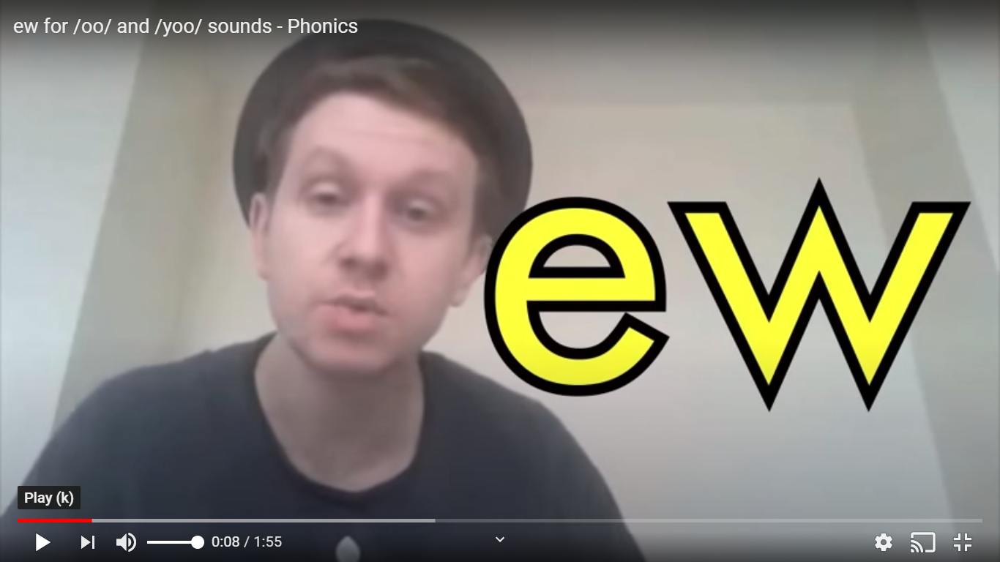 ew for /oo/ and /yoo/ sounds - Phonics
ew
Play (k)
0:08 / 1:55